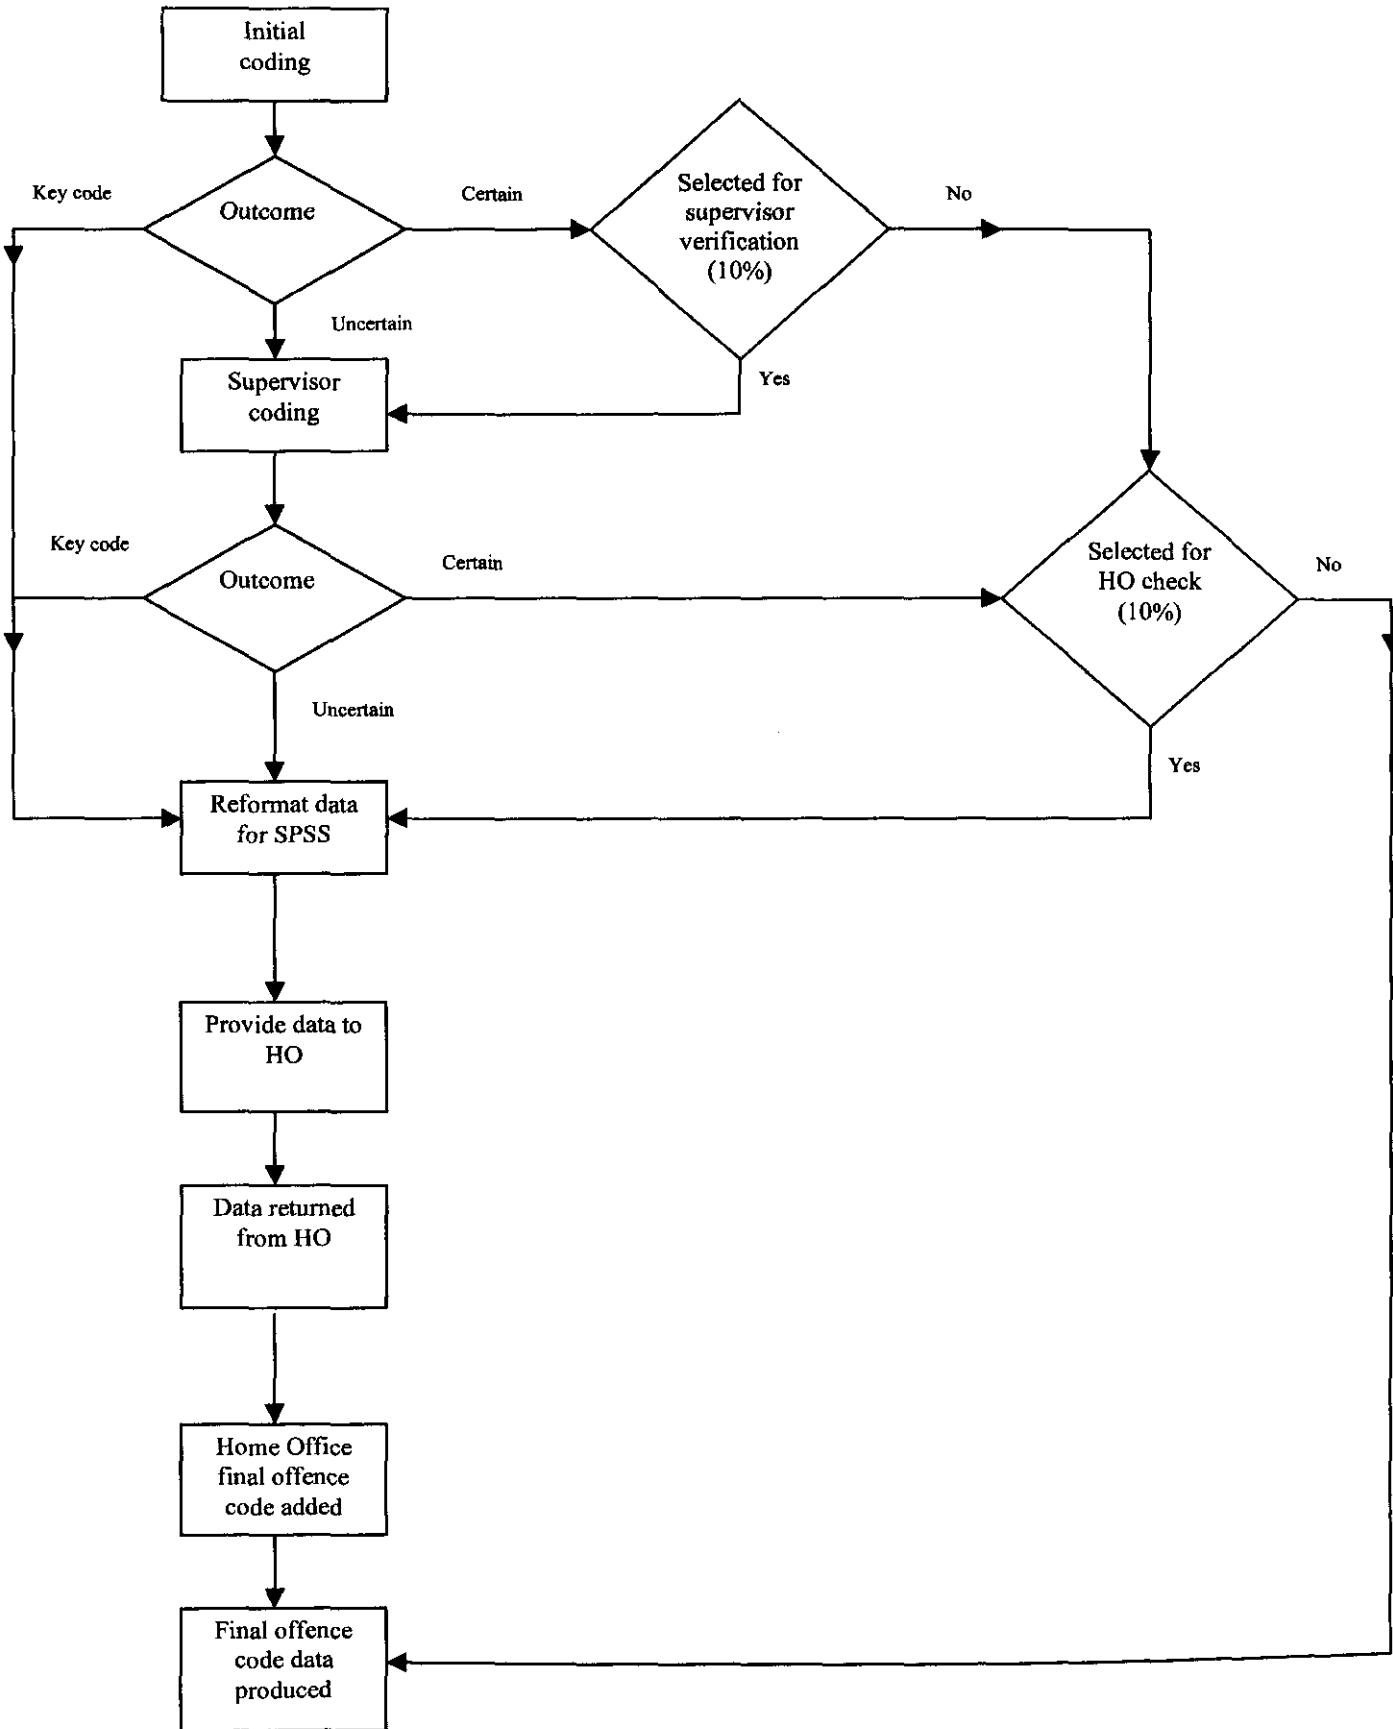 Initial
coding
Key code
Outcome
Certain
Selected for
supervisor
verification
(10%)
No
Uncertain
Yes
Supervisor
coding
Key code
Outcome
Certain
Selected for
HO check
(10%)
No
Uncertain
Yes
Reformat data
for SPSS
Provide data to
HO
Data returned
from HO
Home Office
final offence
code added
Final offence
code data
produced